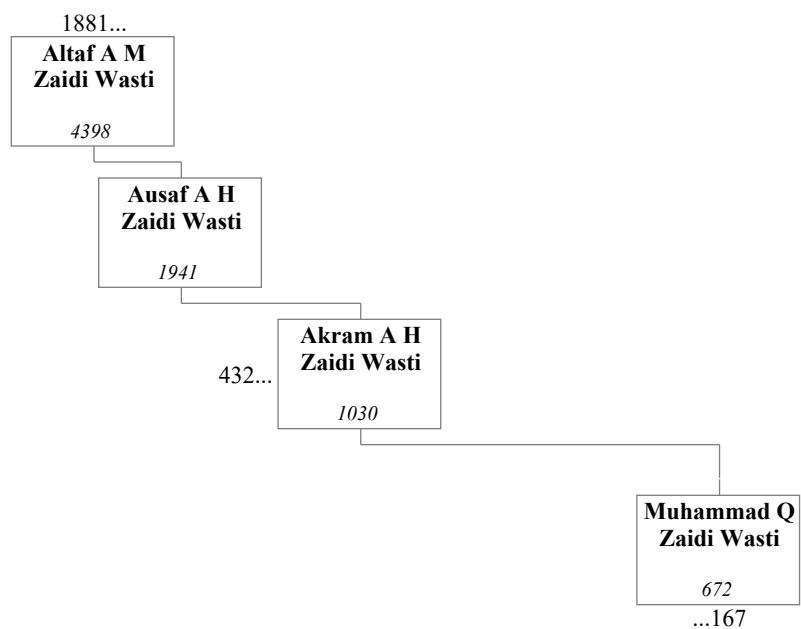 1881...
Altaf A M
Zaidi Wasti
4398
Ausaf A H
Zaidi Wasti
1941
Akram A H
Zaidi Wasti
432...
1030
Muhammad Q
Zaidi Wasti
672
...167